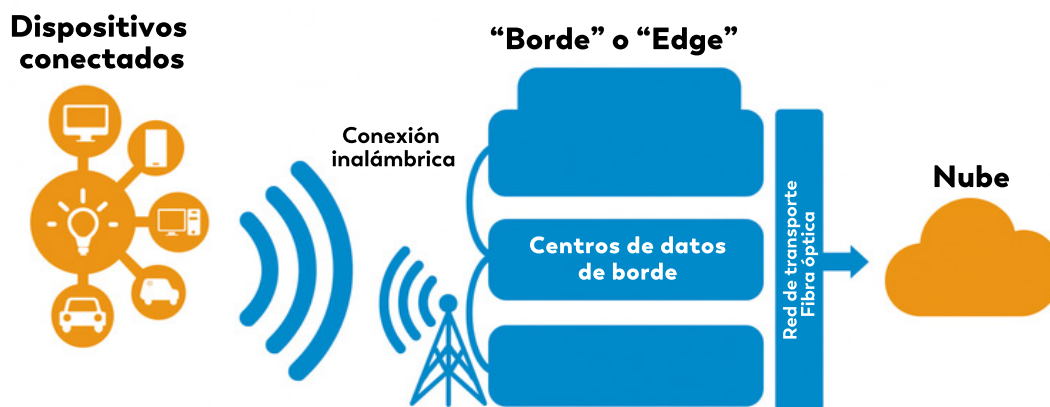 Dispositivos
conectados
“Borde” o “Edge”
Conexión
inalámbrica
Centros de datos
de borde
Red de transporte
Fibra óptica
Nube